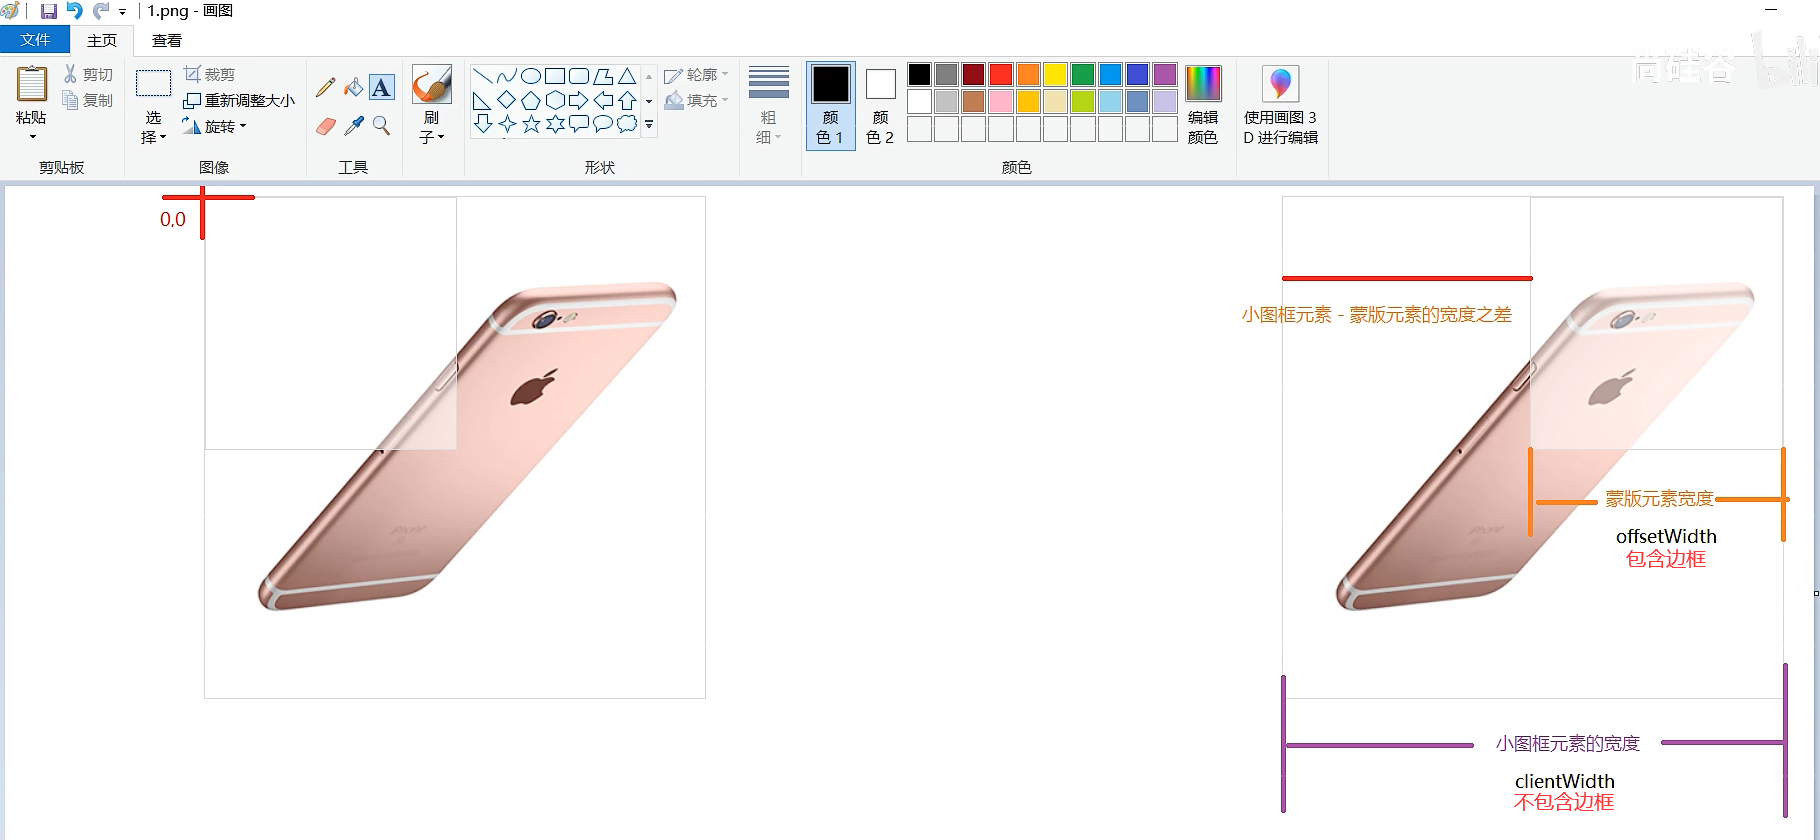 1.png - 画图
文件 主页 查看
粘贴
剪切
复制
剪贴板
选
择
裁剪
重新调整大小
旋转
图像
A
工具
刷
子
轮廓
填充
形状
粗
细
颜
色 1
颜
色 2
编辑
颜色
颜色
使用画图 3
D 进行编辑
尚硅谷
0,0
小图框元素 - 蒙版元素的宽度之差
蒙版元素宽度
offsetWidth
包含边框
小图框元素的宽度
clientWidth
不包含边框